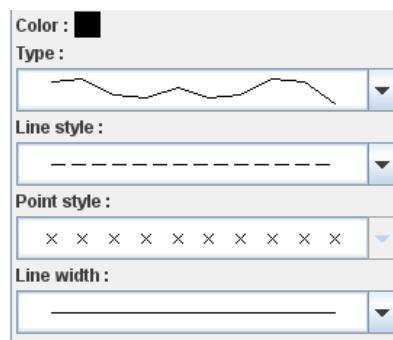 Color :
Type :
Line style :
Point style :
Line width :